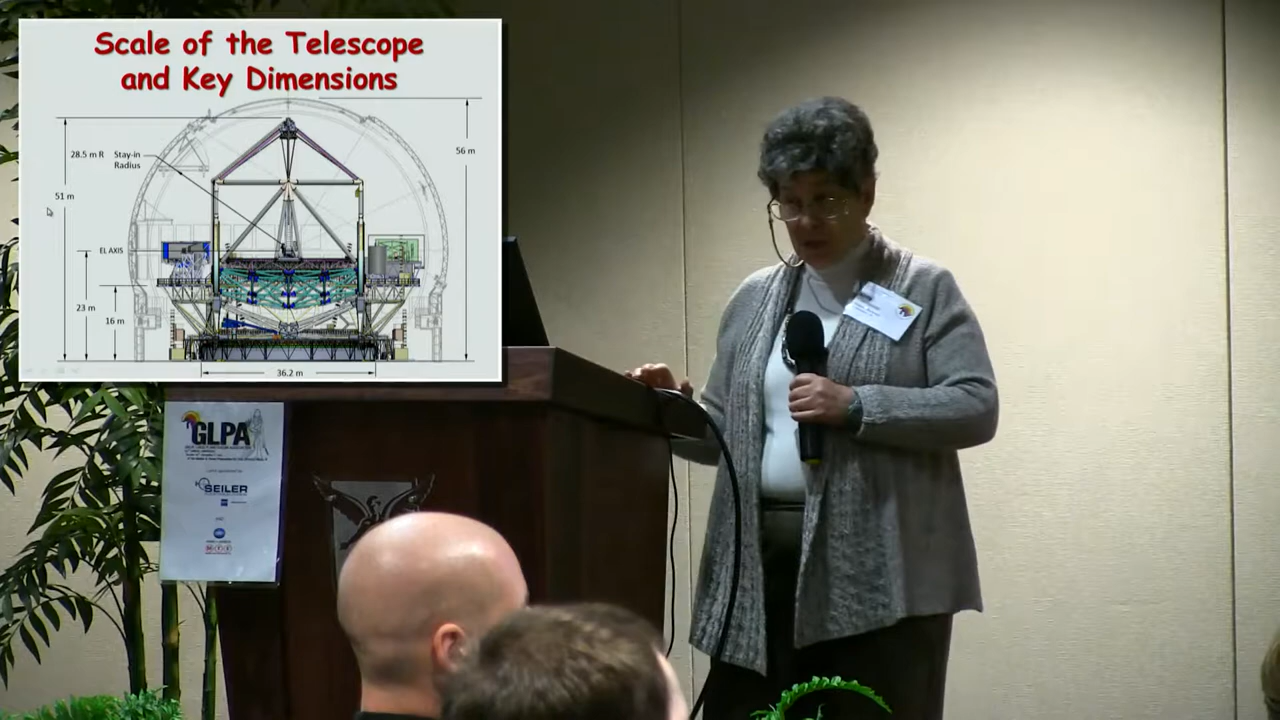 Scale of the Telescope
and Key Dimensions
28.5 m R
Stay-in
Radius
56 m
51 m
EL AXIS
23 m
16 m
36.2 m
GLPA
SEILER